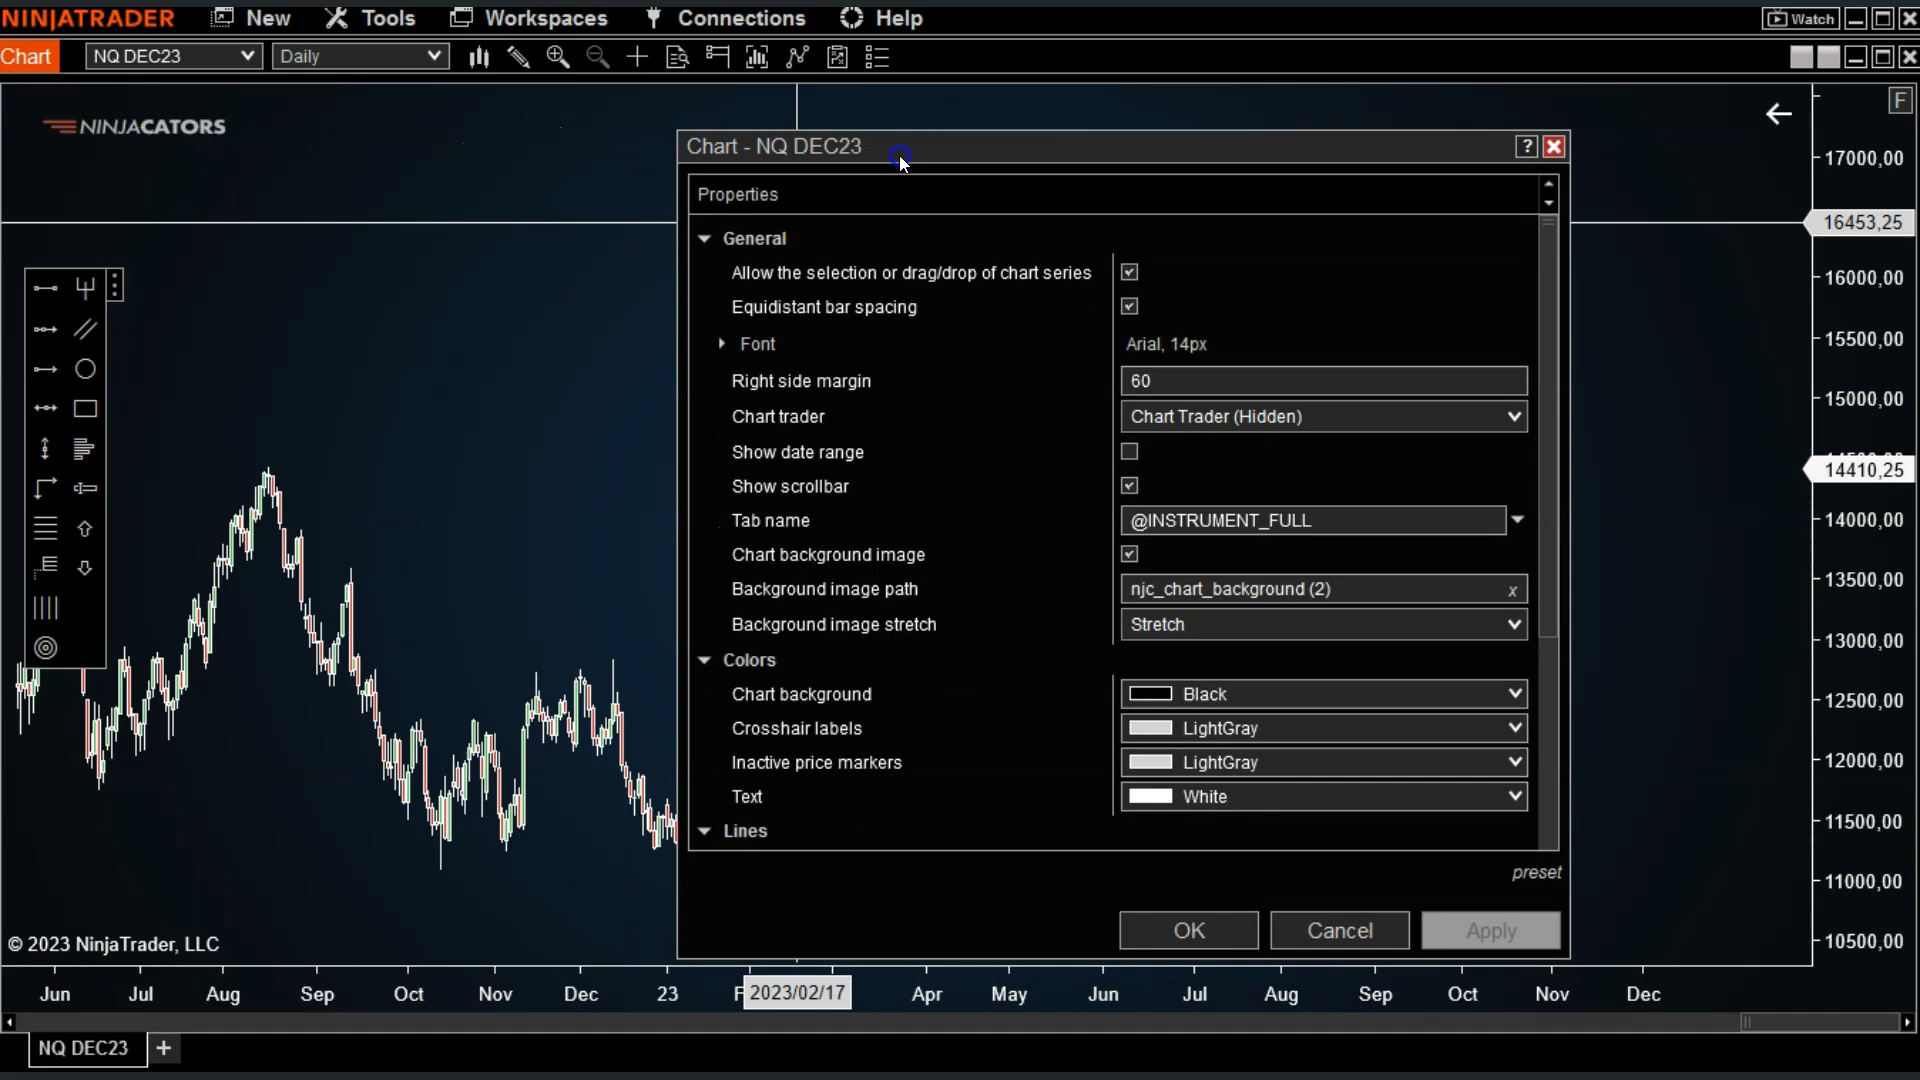 NINJATRADER New Tools Workspaces Connections Help Watch
Chart NQ DEC23 Daily
NINJACATORS
F
17000,00
16453,25
16000,00
15500,00
15000,00
14410,25
14000,00
13500,00
13000,00
12500,00
12000,00
11500,00
11000,00
10500,00
Chart - NQ DEC23 ?
Properties
General
Allow the selection or drag/drop of chart series
Equidistant bar spacing
Font Arial, 14px
Right side margin 60
Chart trader Chart Trader (Hidden)
Show date range
Show scrollbar
Tab name @INSTRUMENT_FULL
Chart background image
Background image path njc_chart_background (2) x
Background image stretch Stretch
Colors
Chart background Black
Crosshair labels LightGray
Inactive price markers LightGray
Text White
Lines
preset
OK Cancel Apply
© 2023 NinjaTrader, LLC
Jun Jul Aug Sep Oct Nov Dec 23 F 2023/02/17 Apr May Jun Jul Aug Sep Oct Nov Dec
NQ DEC23 +